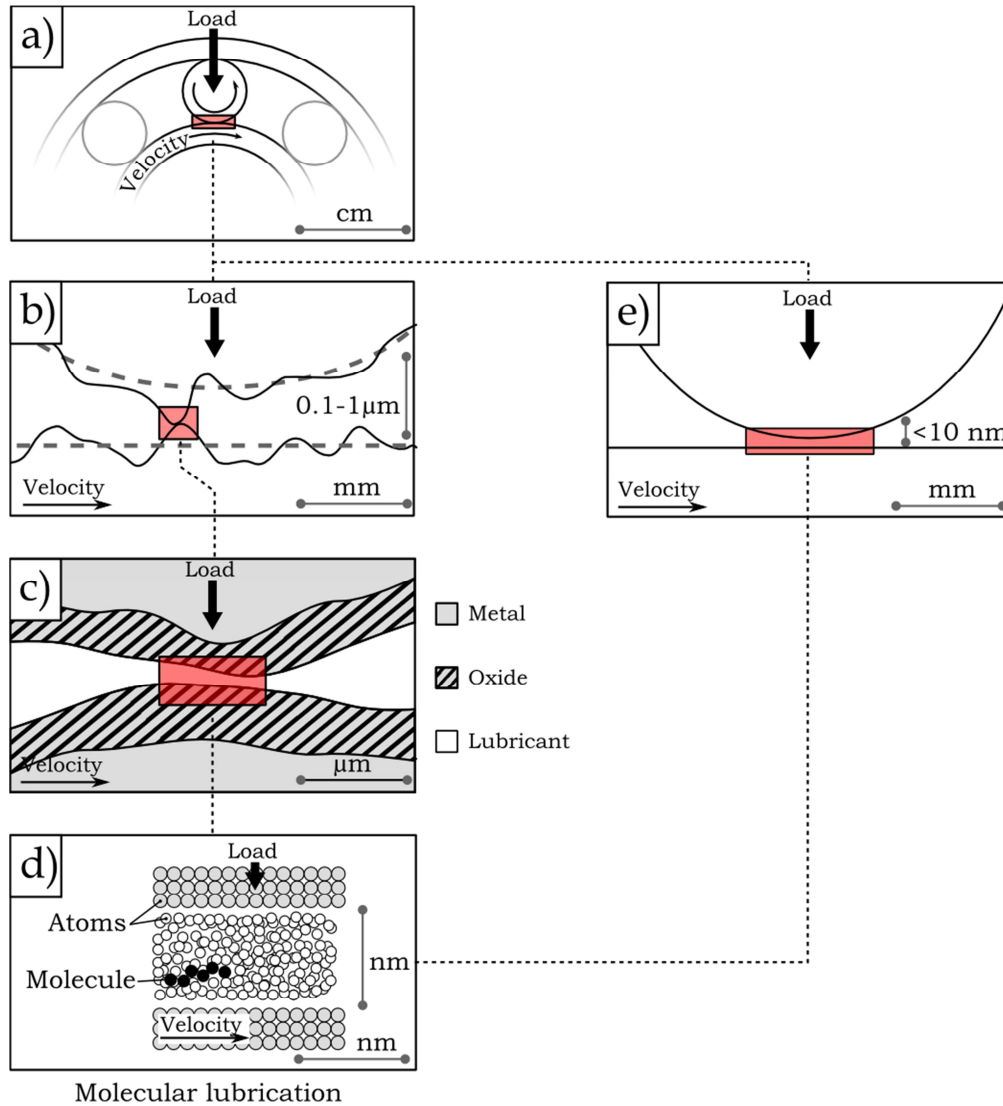 a)
Load
Velocity
cm
b)
Load
0.1-1µm
Velocity
mm
e)
Load
<10 nm
Velocity
mm
c)
Load
Velocity
µm
Metal
Oxide
Lubricant
d)
Load
Atoms
Molecule
nm
Velocity
nm
Molecular lubrication